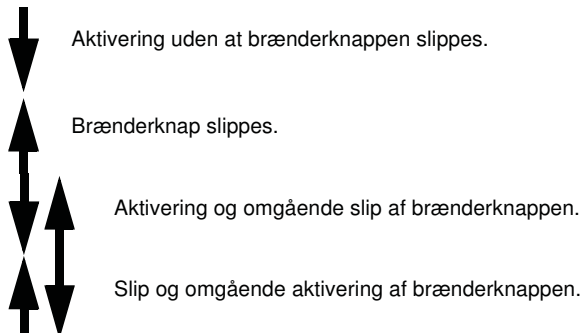 Aktivering uden at brænderknappen slippes.
Brænderknap slippes.
Aktivering og omgående slip af brænderknappen.
Slip og omgående aktivering af brænderknappen.